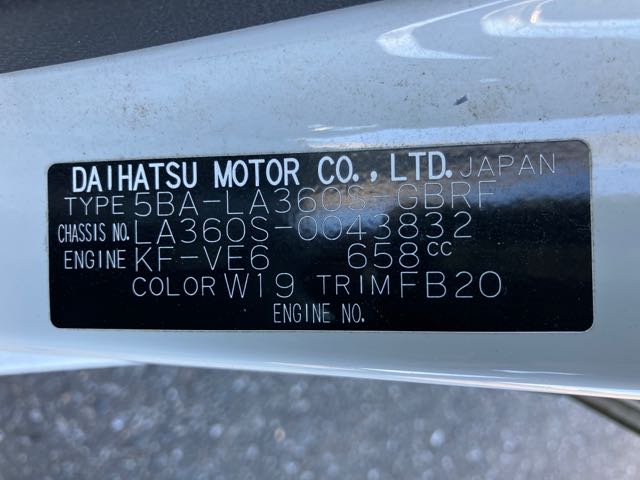 DAIHATSU MOTOR CO., LTD. JAPAN
TYPE 5BA-LA360S-GBRF
CHASSIS NO. LA360S-0043832
ENGINE KF-VE6 658cc
COLOR W19 TRIM FB20
ENGINE NO.